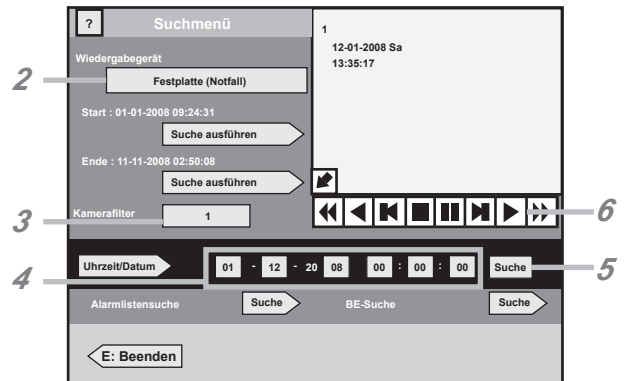 ?
Suchmenü
1
12-01-2008 Sa
13:35:17
Wiedergabegerät
2
Festplatte (Notfall)
Start : 01-01-2008 09:24:31
Suche ausführen
Ende : 11-11-2008 02:50:08
Suche ausführen
3
Kamerafilter
1
6
4
Uhrzeit/Datum
01 - 12 - 20 08 00 : 00 : 00
Suche
5
Alarmlistensuche
Suche
BE-Suche
Suche
E: Beenden